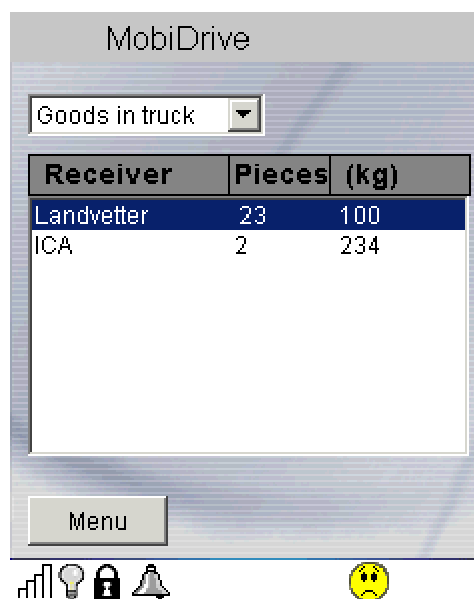 MobiDrive
Goods in truck
Receiver Pieces (kg)
Landvetter 23 100
ICA 2 234
Menu